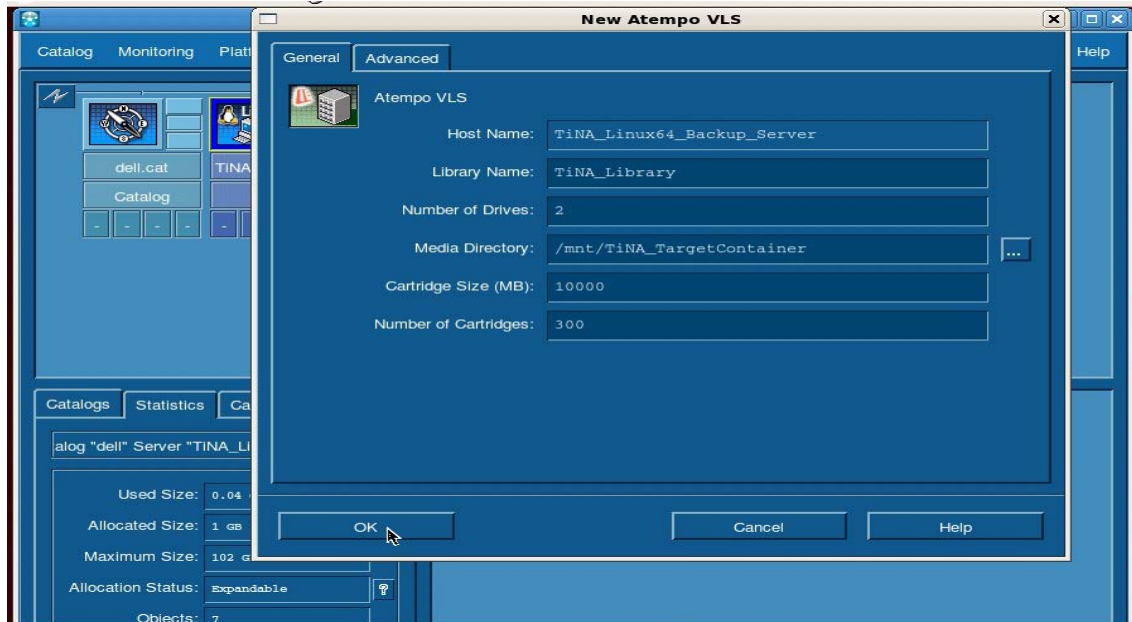 New Atempo VLS
Catalog Monitoring Help
General Advanced
Atempo VLS
Host Name: TiNA_Linux64_Backup_Server
Library Name: TiNA_Library
Number of Drives: 2
Media Directory: /mnt/TiNA_TargetContainer ...
Cartridge Size (MB): 10000
Number of Cartridges: 300
OK Cancel Help
dell.cat TiNA
Catalog
- - - - -
Catalogs Statistics Ca
alog "dell" Server "TiNA_Li
Used Size: 0.04
Allocated Size: 1 GB
Maximum Size: 102 G
Allocation Status: Expandable ?
Objects: 7